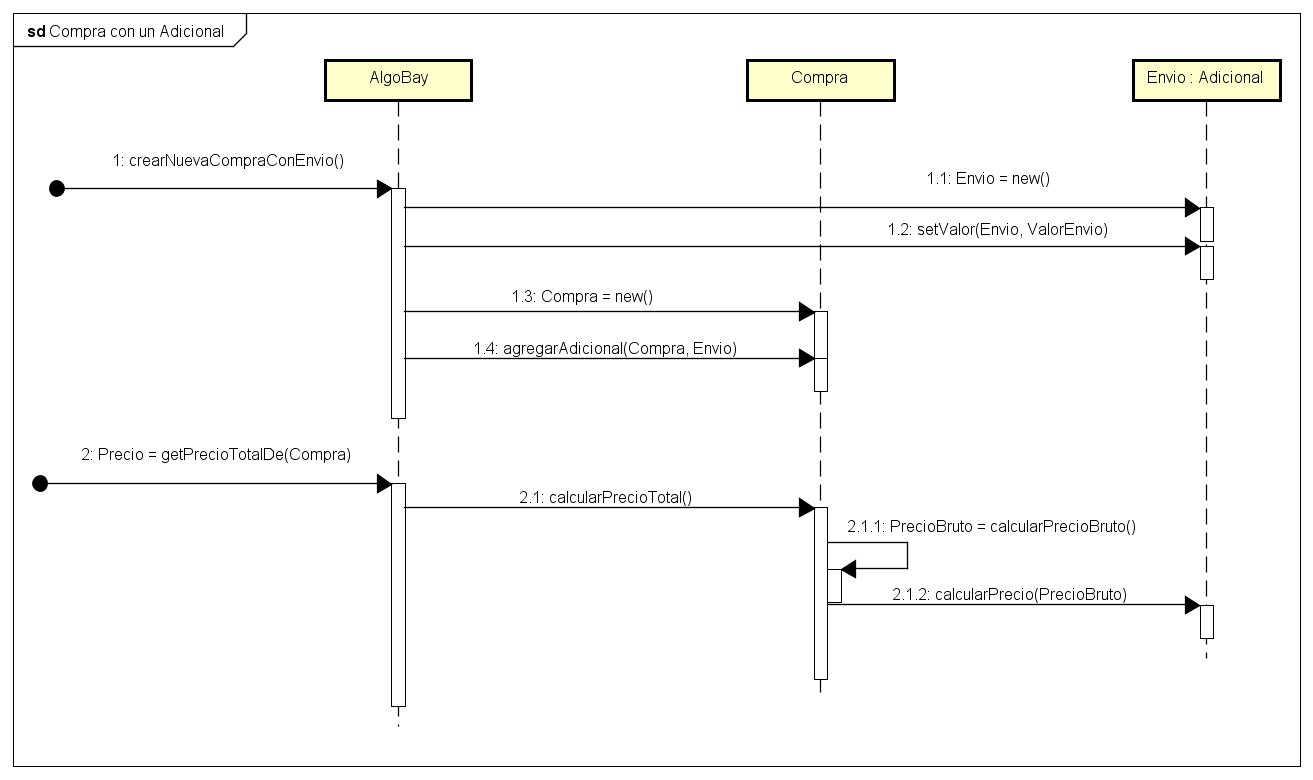 sd Compra con un Adicional
AlgoBay
Compra
Envio : Adicional
1: crearNuevaCompraConEnvio()
1.1: Envio = new()
1.2: setValor(Envio, ValorEnvio)
1.3: Compra = new()
1.4: agregarAdicional(Compra, Envio)
2: Precio = getPrecioTotalDe(Compra)
2.1: calcularPrecioTotal()
2.1.1: PrecioBruto = calcularPrecioBruto()
2.1.2: calcularPrecio(PrecioBruto)